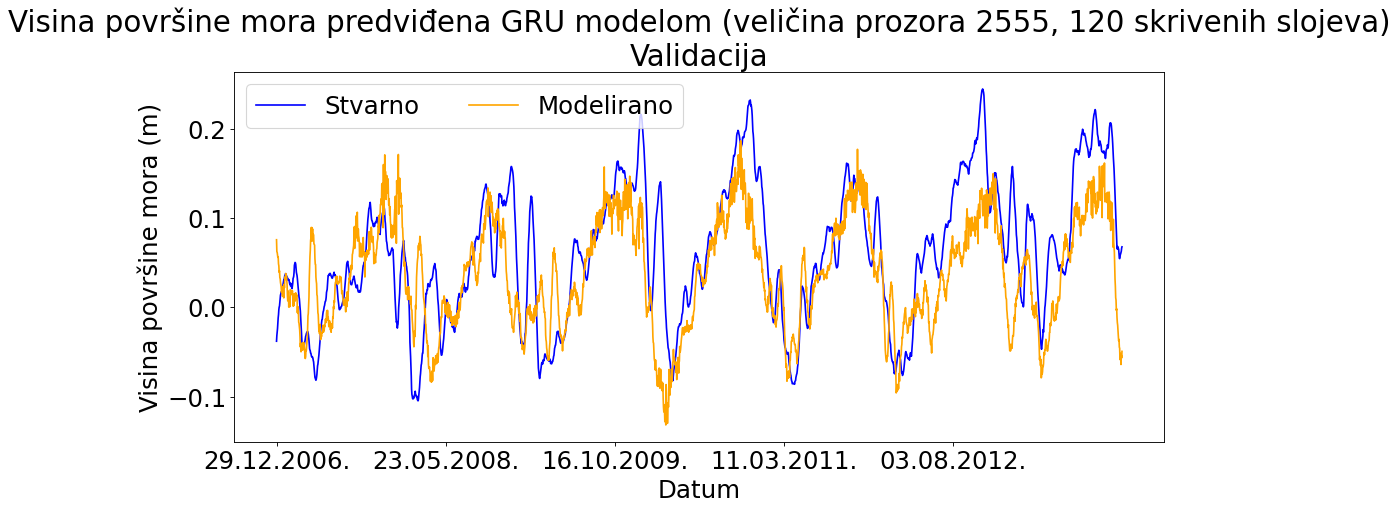 Visina površine mora predviđena GRU modelom (veličina prozora 2555, 120 skrivenih slojeva)
Validacija
Stvarno
Modelirano
Visina površine mora (m)
0.2
0.1
0.0
−0.1
29.12.2006.
23.05.2008.
16.10.2009.
11.03.2011.
03.08.2012.
Datum